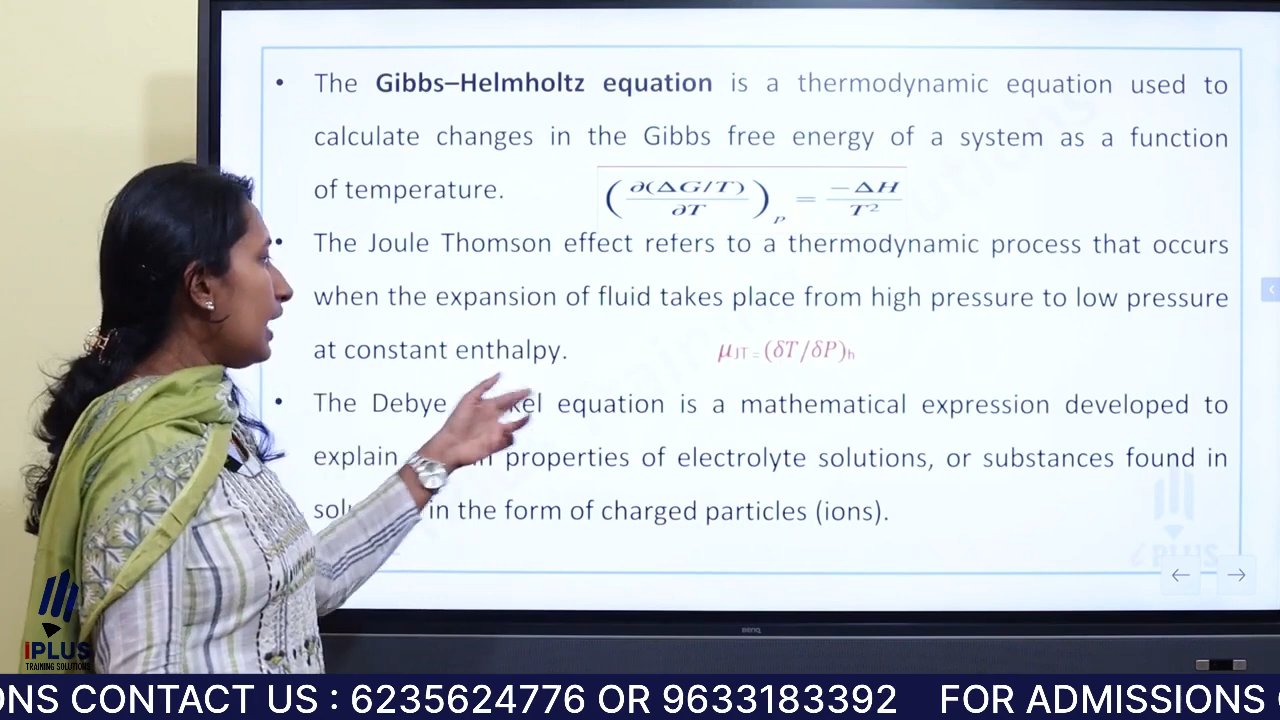 • The Gibbs–Helmholtz equation is a thermodynamic equation used to
calculate changes in the Gibbs free energy of a system as a function
of temperature. (∂(ΔG/T)/∂T)p = −ΔH/T²
• The Joule Thomson effect refers to a thermodynamic process that occurs
when the expansion of fluid takes place from high pressure to low pressure
at constant enthalpy. μJT = (δT/δP)h
• The Debye kel equation is a mathematical expression developed to
explain properties of electrolyte solutions, or substances found in
sol in the form of charged particles (ions).
iPLUS
BenQ
IPLUS
TRAINING SOLUTIONS
ONS CONTACT US : 6235624776 OR 9633183392 FOR ADMISSIONS